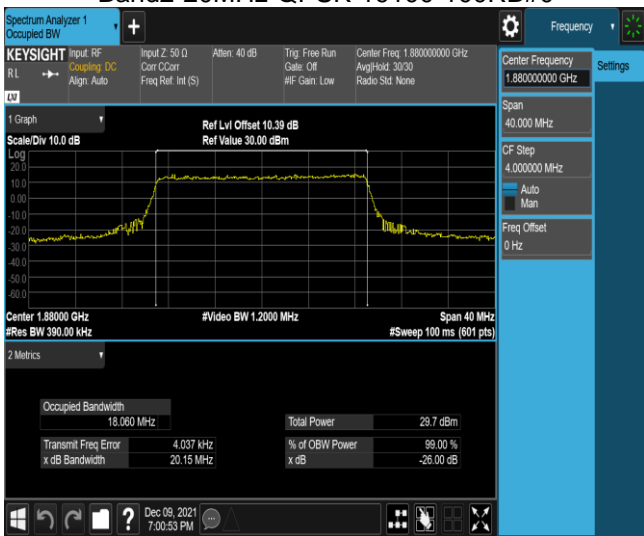 Spectrum Analyzer 1
Occupied BW
+
Frequency
KEYSIGHT
Input: RF
Coupling: DC
Align: Auto
Input Z: 50 Ω
Corr CCorr
Freq Ref: Int (S)
Atten: 40 dB
Trig: Free Run
Gate: Off
#IF Gain: Low
Center Freq: 1.880000000 GHz
Avg|Hold: 30/30
Radio Std: None
RL
LXI
Center Frequency
1.880000000 GHz
Settings
Span
40.000 MHz
CF Step
4.000000 MHz
Auto
Man
Freq Offset
0 Hz
1 Graph
Scale/Div 10.0 dB
Ref Lvl Offset 10.39 dB
Ref Value 30.00 dBm
Log
20.0
10.0
0.00
-10.0
-20.0
-30.0
-40.0
-50.0
-60.0
Center 1.88000 GHz
#Video BW 1.2000 MHz
Span 40 MHz
#Res BW 390.00 kHz
#Sweep 100 ms (601 pts)
2 Metrics
Occupied Bandwidth
18.060 MHz
Total Power 29.7 dBm
Transmit Freq Error 4.037 kHz
% of OBW Power 99.00 %
x dB Bandwidth 20.15 MHz
x dB -26.00 dB
?
Dec 09, 2021
7:00:53 PM